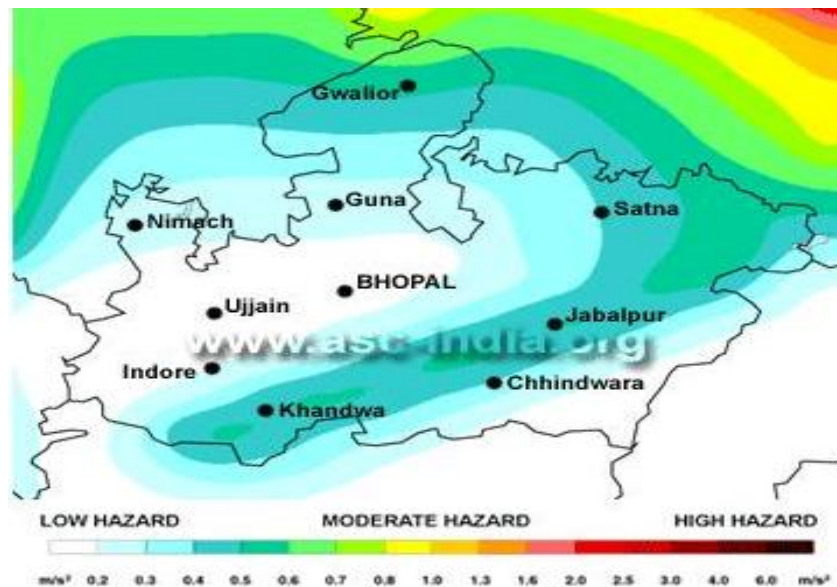 Gwalior
Guna
Nimach
Satna
BHOPAL
Ujjain
Jabalpur
www.asc-india.org
Indore
Chhindwara
Khandwa
LOW HAZARD MODERATE HAZARD HIGH HAZARD
m/s² 0.2 0.3 0.4 0.5 0.6 0.7 0.8 1.0 1.3 1.6 2.0 2.5 3.0 4.0 6.0 m/s²